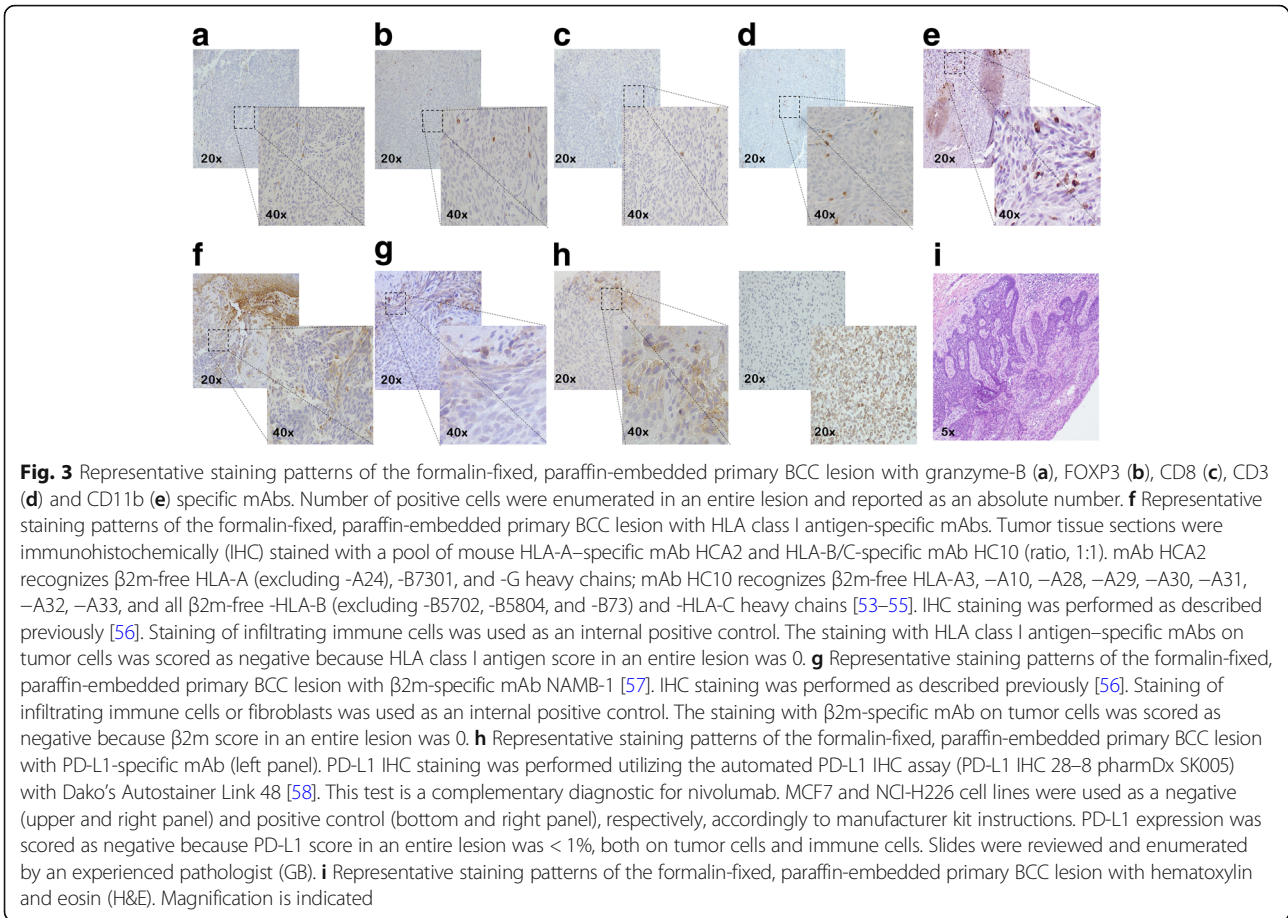 a b c d e
20x 20x 20x 20x 20x
40x 40x 40x 40x 40x
f g h i
20x 20x 20x 20x 5x
40x 40x 40x 20x
Fig. 3 Representative staining patterns of the formalin-fixed, paraffin-embedded primary BCC lesion with granzyme-B (a), FOXP3 (b), CD8 (c), CD3
(d) and CD11b (e) specific mAbs. Number of positive cells were enumerated in an entire lesion and reported as an absolute number. f Representative
staining patterns of the formalin-fixed, paraffin-embedded primary BCC lesion with HLA class I antigen-specific mAbs. Tumor tissue sections were
immunohistochemically (IHC) stained with a pool of mouse HLA-A–specific mAb HCA2 and HLA-B/C-specific mAb HC10 (ratio, 1:1). mAb HCA2
recognizes β2m-free HLA-A (excluding -A24), -B7301, and -G heavy chains; mAb HC10 recognizes β2m-free HLA-A3, −A10, −A28, −A29, −A30, −A31,
−A32, −A33, and all β2m-free -HLA-B (excluding -B5702, -B5804, and -B73) and -HLA-C heavy chains [53–55]. IHC staining was performed as described
previously [56]. Staining of infiltrating immune cells was used as an internal positive control. The staining with HLA class I antigen–specific mAbs on
tumor cells was scored as negative because HLA class I antigen score in an entire lesion was 0. g Representative staining patterns of the formalin-fixed,
paraffin-embedded primary BCC lesion with β2m-specific mAb NAMB-1 [57]. IHC staining was performed as described previously [56]. Staining of
infiltrating immune cells or fibroblasts was used as an internal positive control. The staining with β2m-specific mAb on tumor cells was scored as
negative because β2m score in an entire lesion was 0. h Representative staining patterns of the formalin-fixed, paraffin-embedded primary BCC lesion
with PD-L1-specific mAb (left panel). PD-L1 IHC staining was performed utilizing the automated PD-L1 IHC assay (PD-L1 IHC 28–8 pharmDx SK005)
with Dako's Autostainer Link 48 [58]. This test is a complementary diagnostic for nivolumab. MCF7 and NCI-H226 cell lines were used as a negative
(upper and right panel) and positive control (bottom and right panel), respectively, accordingly to manufacturer kit instructions. PD-L1 expression was
scored as negative because PD-L1 score in an entire lesion was < 1%, both on tumor cells and immune cells. Slides were reviewed and enumerated
by an experienced pathologist (GB). i Representative staining patterns of the formalin-fixed, paraffin-embedded primary BCC lesion with hematoxylin
and eosin (H&E). Magnification is indicated